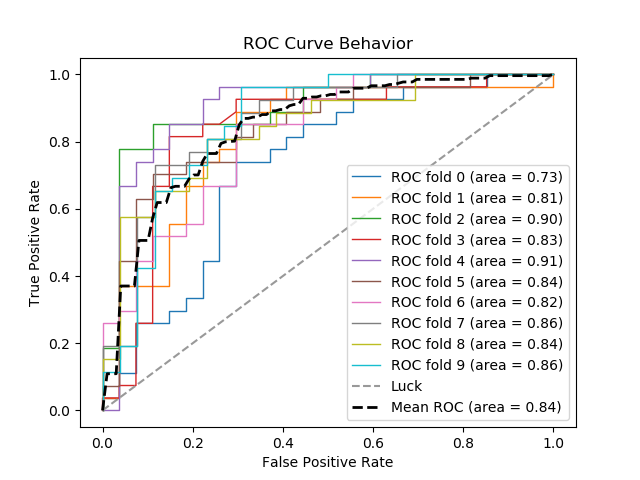 ROC Curve Behavior
True Positive Rate
1.0
0.8
0.6
0.4
0.2
0.0
ROC fold 0 (area = 0.73)
ROC fold 1 (area = 0.81)
ROC fold 2 (area = 0.90)
ROC fold 3 (area = 0.83)
ROC fold 4 (area = 0.91)
ROC fold 5 (area = 0.84)
ROC fold 6 (area = 0.82)
ROC fold 7 (area = 0.86)
ROC fold 8 (area = 0.84)
ROC fold 9 (area = 0.86)
Luck
Mean ROC (area = 0.84)
0.0 0.2 0.4 0.6 0.8 1.0
False Positive Rate